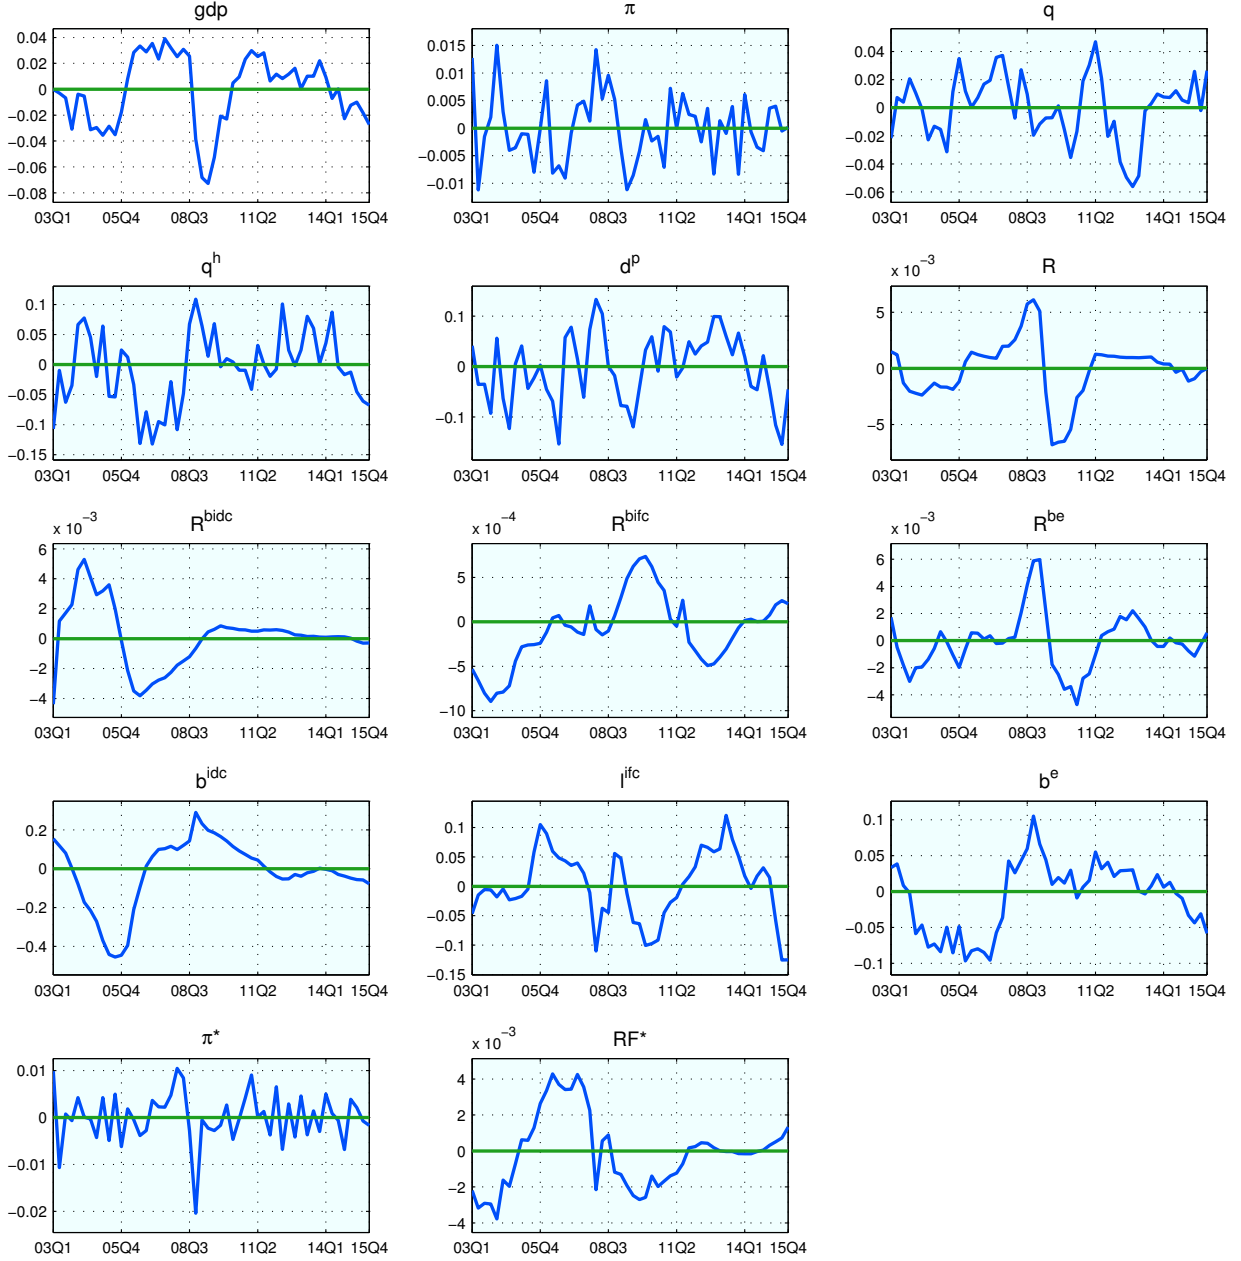 gdp
0.04
0.02
0
−0.02
−0.04
−0.06
−0.08
03Q1 05Q4 08Q3 11Q2 14Q1 15Q4
π
0.015
0.01
0.005
0
−0.005
−0.01
03Q1 05Q4 08Q3 11Q2 14Q1 15Q4
q
0.04
0.02
0
−0.02
−0.04
−0.06
03Q1 05Q4 08Q3 11Q2 14Q1 15Q4
q^h
0.1
0.05
0
−0.05
−0.1
−0.15
03Q1 05Q4 08Q3 11Q2 14Q1 15Q4
d^p
0.1
0
−0.1
03Q1 05Q4 08Q3 11Q2 14Q1 15Q4
x 10^−3 R
5
0
−5
03Q1 05Q4 08Q3 11Q2 14Q1 15Q4
x 10^−3 R^bidc
6
4
2
0
−2
−4
03Q1 05Q4 08Q3 11Q2 14Q1 15Q4
x 10^−4 R^bifc
5
0
−5
−10
03Q1 05Q4 08Q3 11Q2 14Q1 15Q4
x 10^−3 R^be
6
4
2
0
−2
−4
03Q1 05Q4 08Q3 11Q2 14Q1 15Q4
b^idc
0.2
0
−0.2
−0.4
03Q1 05Q4 08Q3 11Q2 14Q1 15Q4
l^ifc
0.1
0.05
0
−0.05
−0.1
−0.15
03Q1 05Q4 08Q3 11Q2 14Q1 15Q4
b^e
0.1
0.05
0
−0.05
−0.1
03Q1 05Q4 08Q3 11Q2 14Q1 15Q4
π*
0.01
0
−0.01
−0.02
03Q1 05Q4 08Q3 11Q2 14Q1 15Q4
x 10^−3 RF*
4
2
0
−2
−4
03Q1 05Q4 08Q3 11Q2 14Q1 15Q4